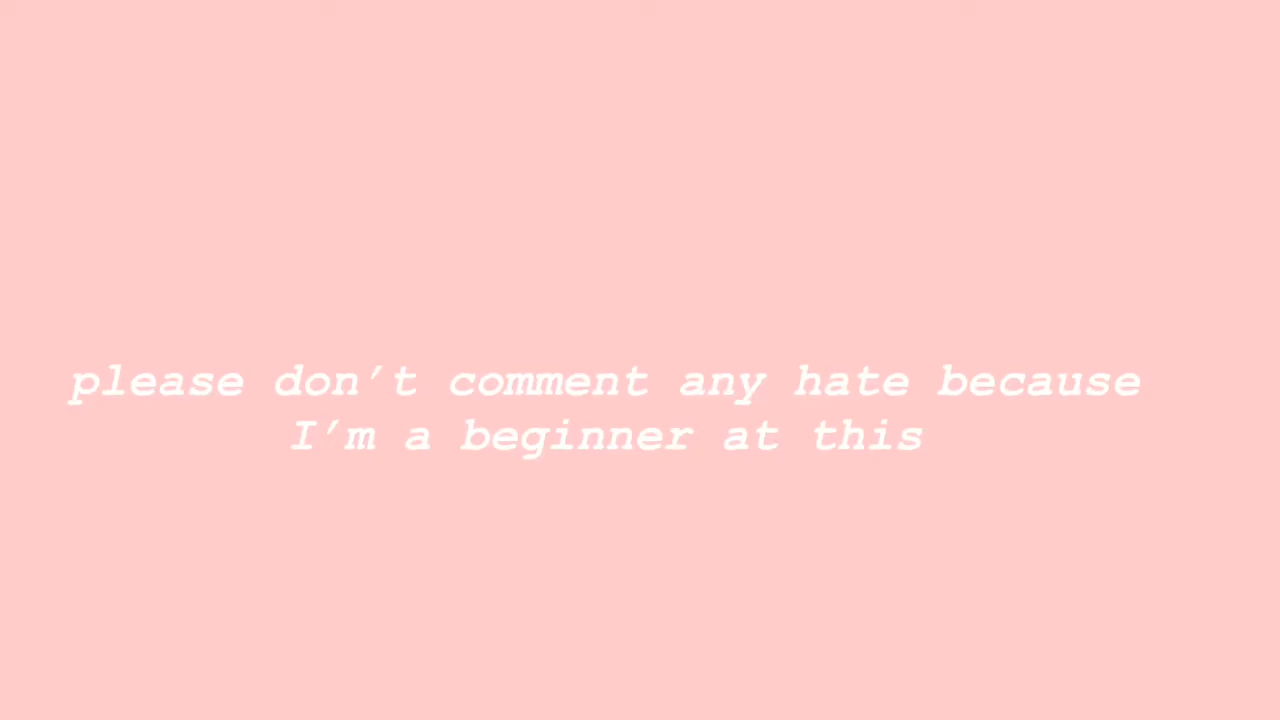 please don’t comment any hate because
I’m a beginner at this